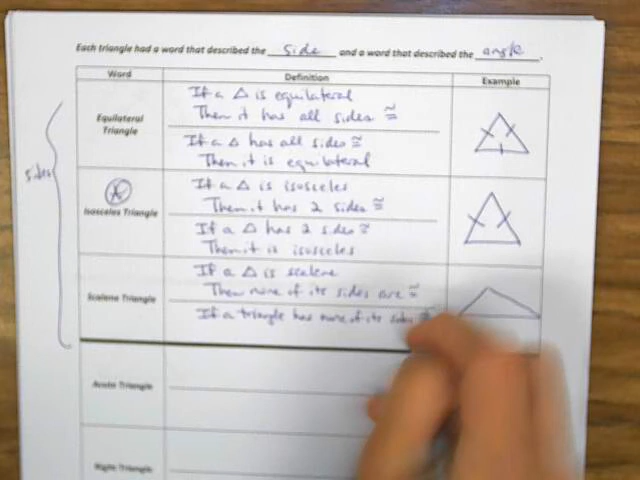 Each triangle had a word that described the side and a word that described the angle.
Word Definition Example
Equilateral Triangle
If a △ is equilateral
Then it has all sides ≅
If a △ has all sides ≅
Then it is equilateral
sides
Isosceles Triangle
If a △ is isosceles
Then it has 2 sides ≅
If a △ has 2 sides ≅
Then it is isosceles
Scalene Triangle
If a △ is scalene
Then none of its sides are ≅
If a triangle has none of its sides
Acute Triangle
Right Triangle